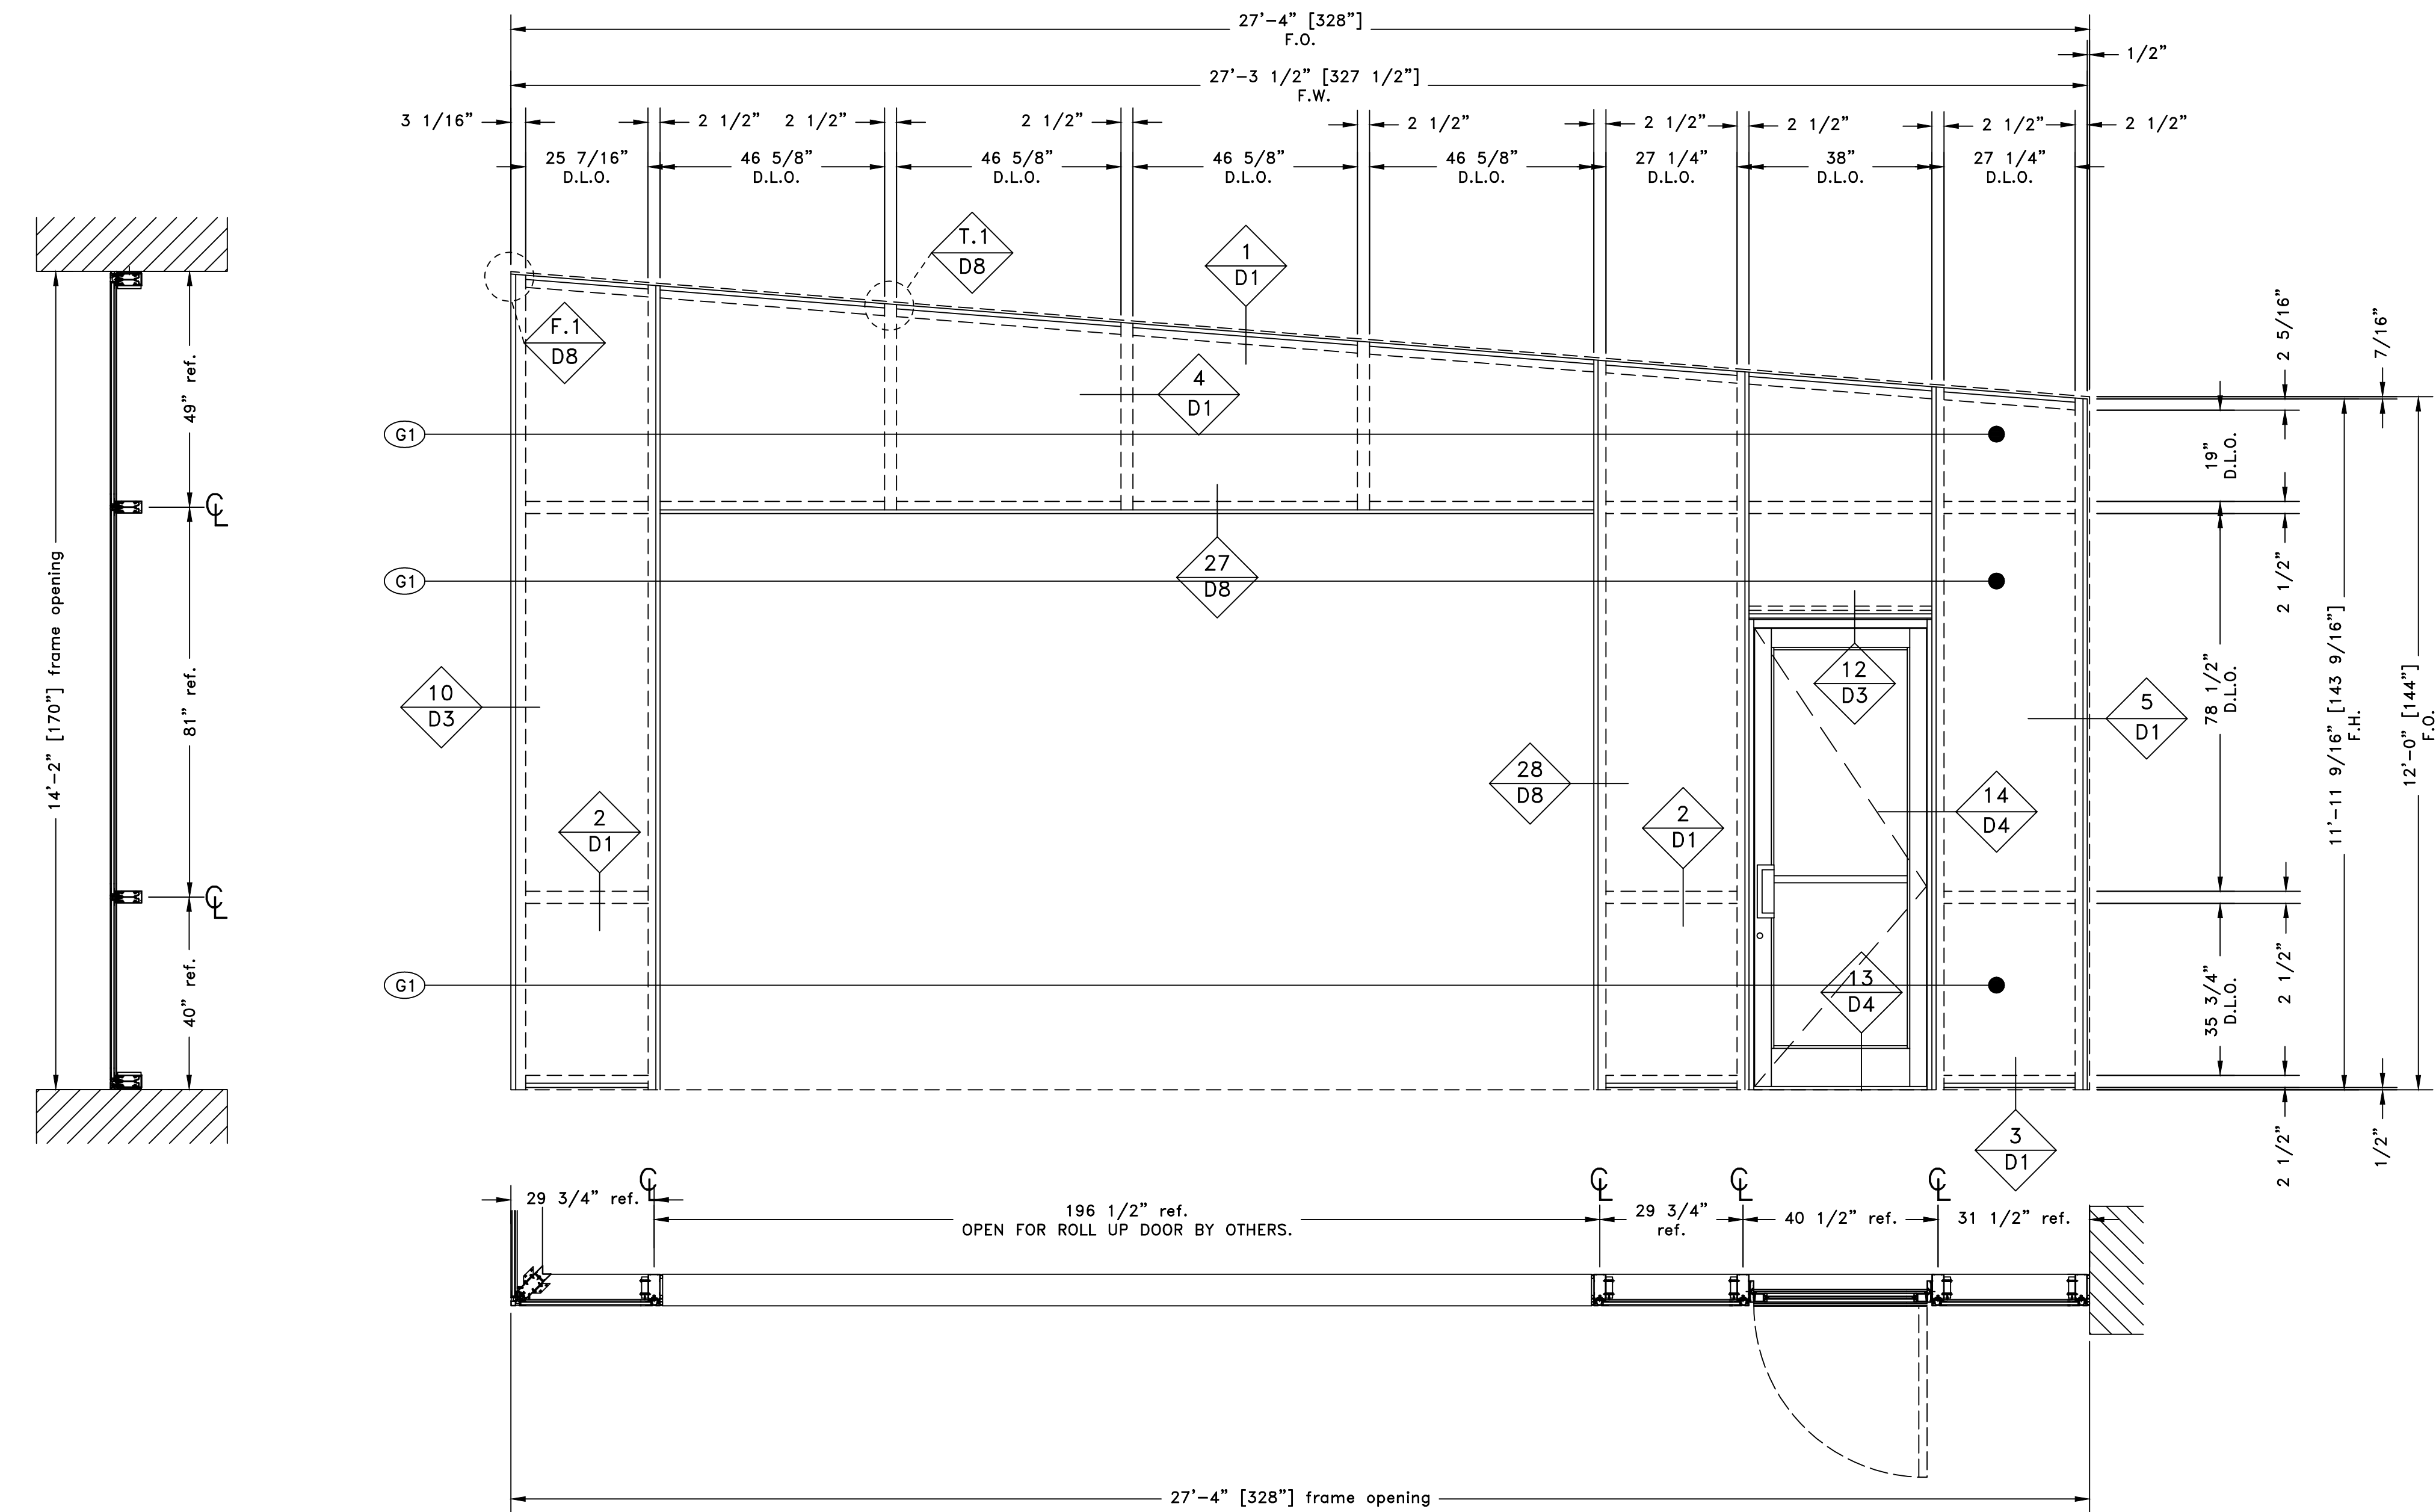 27'-4" [328"]
F.O.
1/2"
27'-3 1/2" [327 1/2"]
F.W.
3 1/16" 2 1/2" 2 1/2" 2 1/2" 2 1/2" 2 1/2" 2 1/2" 2 1/2" 2 1/2"
25 7/16" 46 5/8" 46 5/8" 46 5/8" 46 5/8" 27 1/4" 38" 27 1/4"
D.L.O. D.L.O. D.L.O. D.L.O. D.L.O. D.L.O. D.L.O. D.L.O.
T.1
D8
1
D1
F.1
D8
4
D1
G1
G1
27
D8
12
D3
10
D3
5
D1
28
D8
14
D4
2
D1
2
D1
G1
13
D4
3
D1
14'-2" [170"] frame opening
49" ref.
CL
81" ref.
CL
40" ref.
2 5/16"
7/16"
19"
D.L.O.
2 1/2"
78 1/2"
D.L.O.
11'-11 9/16" [143 9/16"]
F.H.
12'-0" [144"]
F.O.
35 3/4"
D.L.O.
2 1/2"
2 1/2"
1/2"
CL CL CL CL
29 3/4" ref.
196 1/2" ref.
OPEN FOR ROLL UP DOOR BY OTHERS.
29 3/4"
ref.
40 1/2" ref.
31 1/2" ref.
27'-4" [328"] frame opening